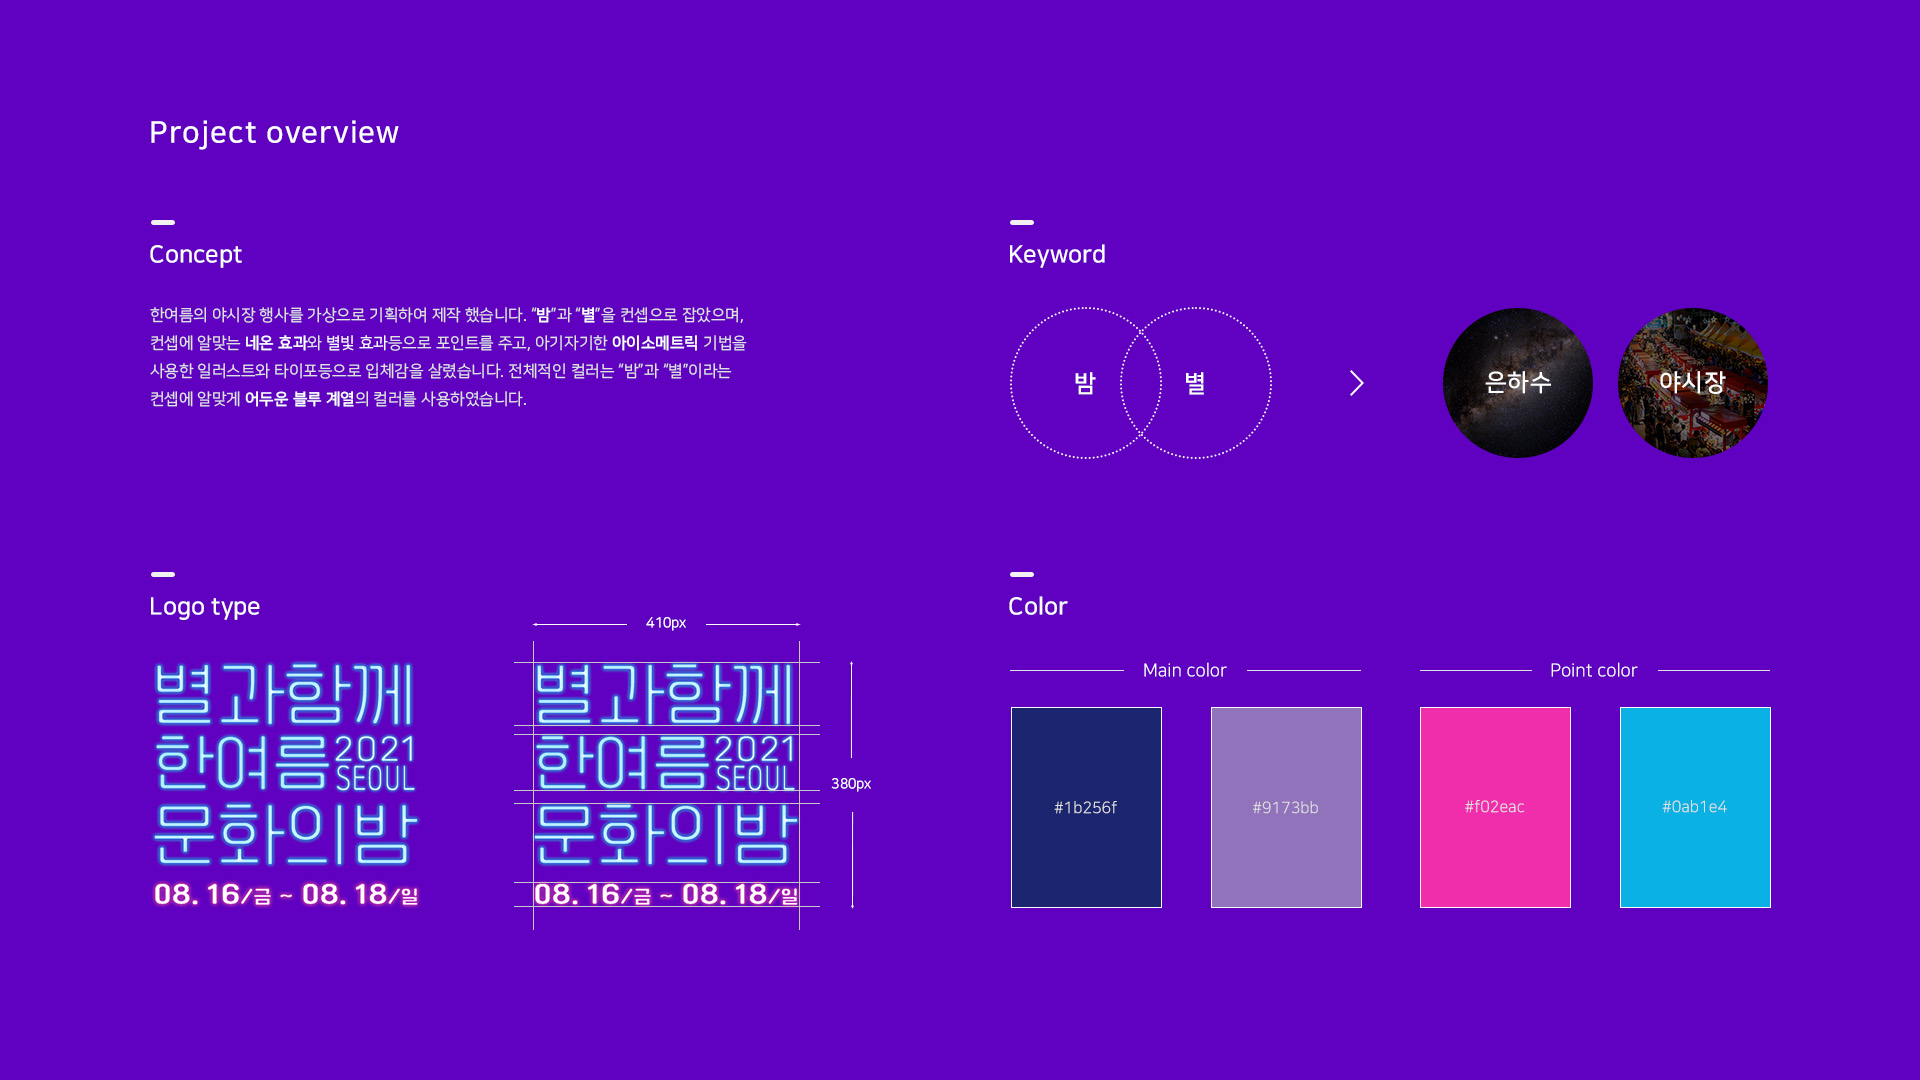 Project overview
Concept
한여름의 야시장 행사를 가상으로 기획하여 제작 했습니다. “밤”과 “별”을 컨셉으로 잡았으며,
컨셉에 알맞는 네온 효과와 별빛 효과등으로 포인트를 주고, 아기자기한 아이소메트릭 기법을
사용한 일러스트와 타이포등으로 입체감을 살렸습니다. 전체적인 컬러는 “밤”과 “별”이라는
컨셉에 알맞게 어두운 블루 계열의 컬러를 사용하였습니다.
Keyword
밤
별
은하수
야시장
Logo type
별과함께
한여름 2021
SEOUL
문화의밤
08. 16/금 ~ 08. 18/일
410px
별과함께
한여름 2021
SEOUL
문화의밤
08. 16/금 ~ 08. 18/일
380px
Color
Main color
#1b256f
#9173bb
Point color
#f02eac
#0ab1e4